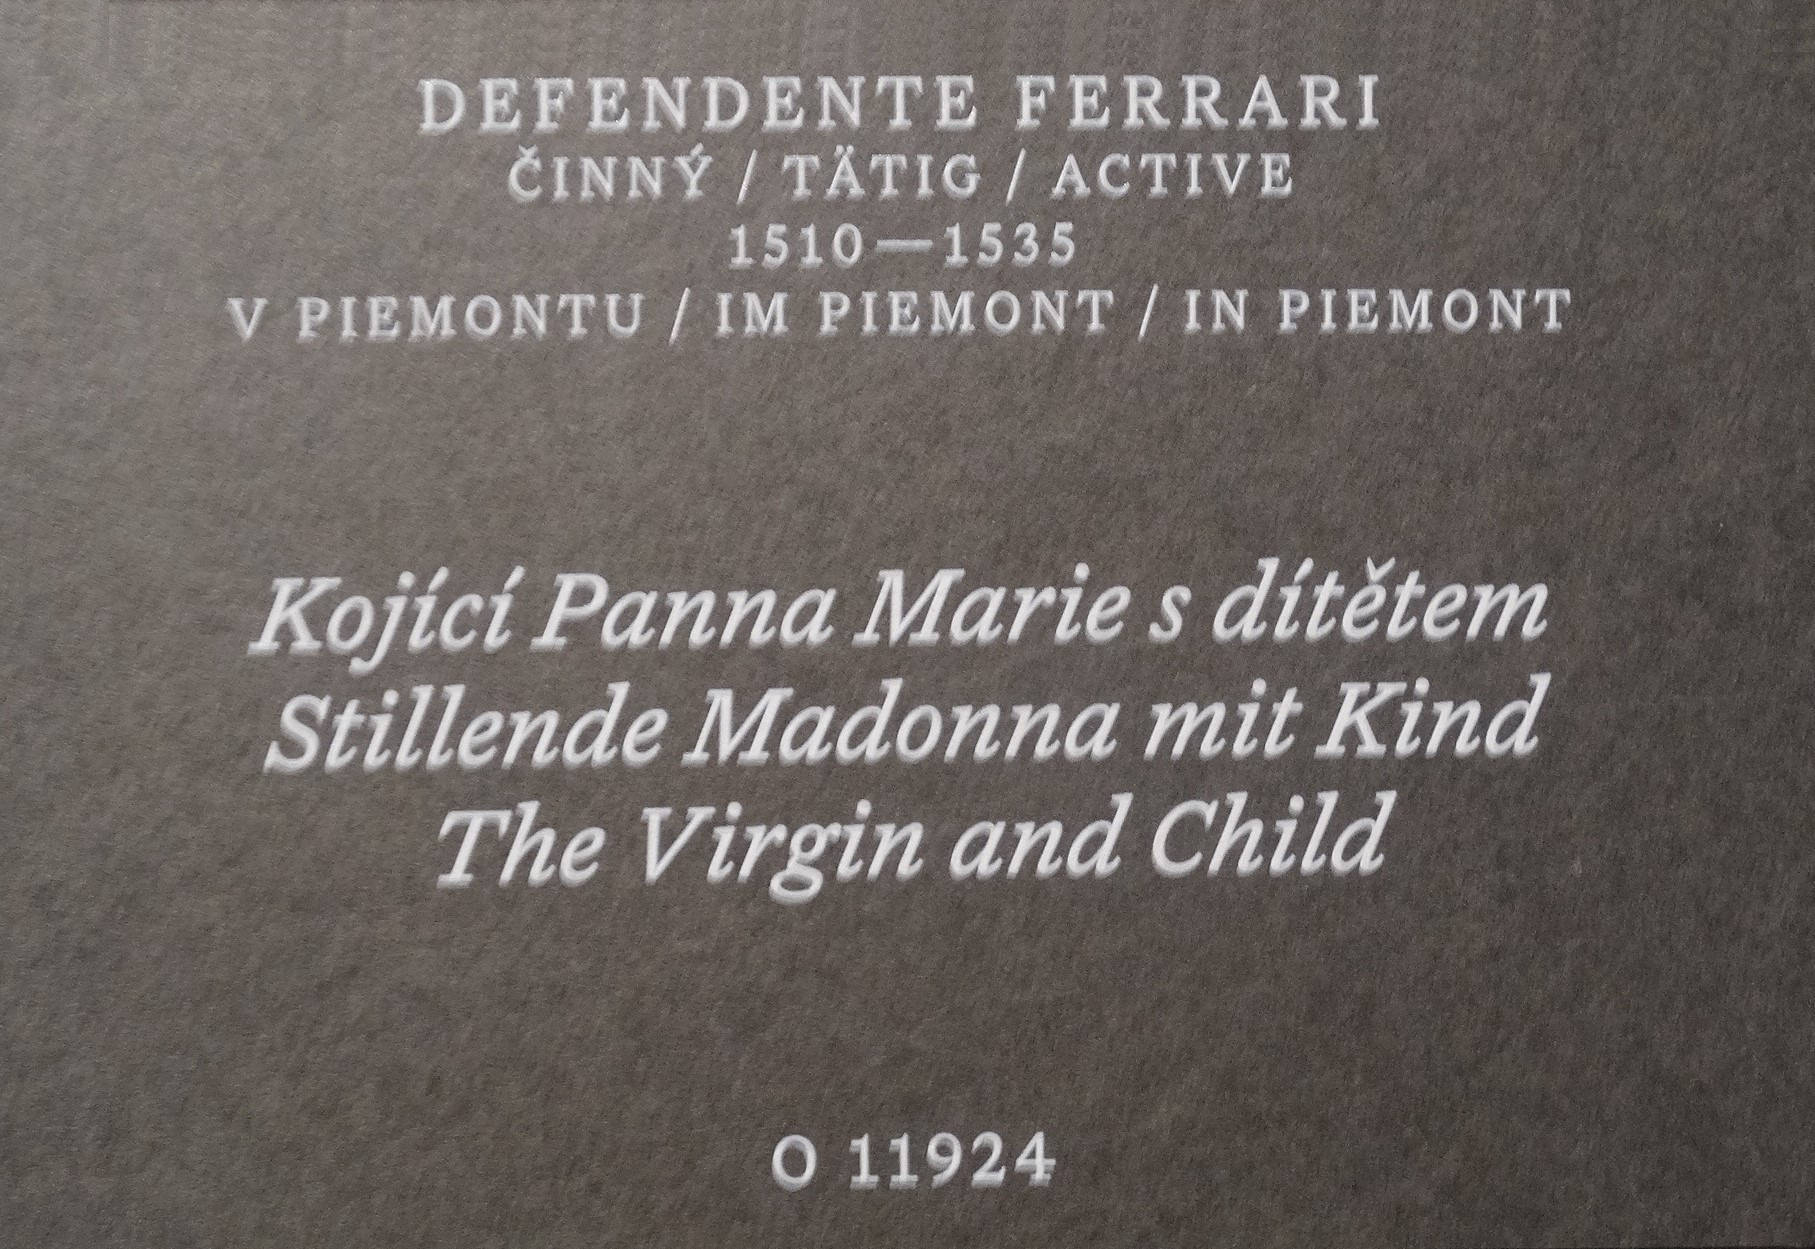 DEFENDENTE FERRARI
ČINNÝ / TÄTIG / ACTIVE
1510—1535
V PIEMONTU / IM PIEMONT / IN PIEMONT
Kojící Panna Marie s dítětem
Stillende Madonna mit Kind
The Virgin and Child
O 11924